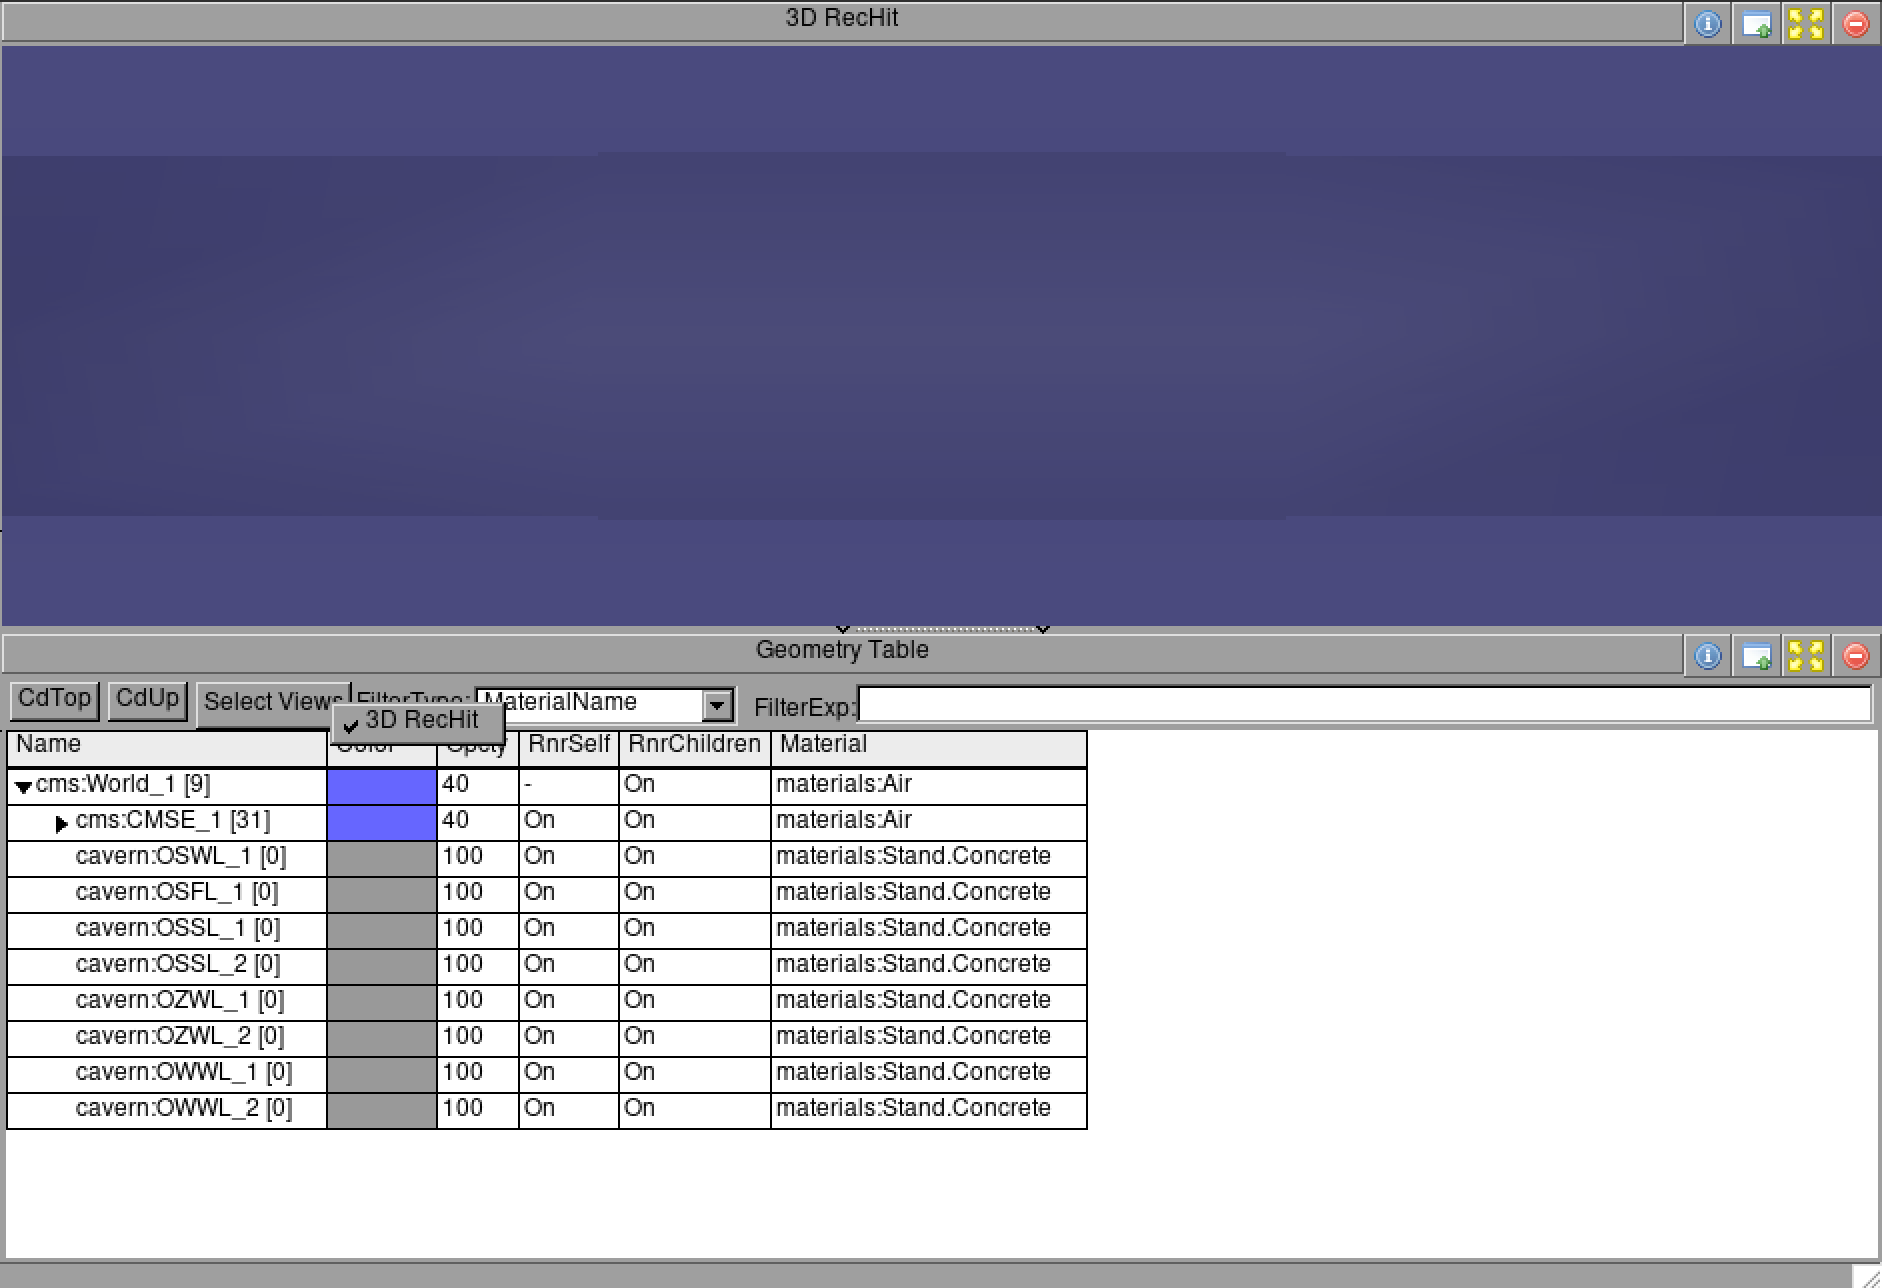 3D RecHit
Geometry Table
CdTop CdUp Select Views FilterType: MaterialName FilterExp:
3D RecHit
Name Color Opcty RnrSelf RnrChildren Material
cms:World_1 [9] 40 - On materials:Air
cms:CMSE_1 [31] 40 On On materials:Air
cavern:OSWL_1 [0] 100 On On materials:Stand.Concrete
cavern:OSFL_1 [0] 100 On On materials:Stand.Concrete
cavern:OSSL_1 [0] 100 On On materials:Stand.Concrete
cavern:OSSL_2 [0] 100 On On materials:Stand.Concrete
cavern:OZWL_1 [0] 100 On On materials:Stand.Concrete
cavern:OZWL_2 [0] 100 On On materials:Stand.Concrete
cavern:OWWL_1 [0] 100 On On materials:Stand.Concrete
cavern:OWWL_2 [0] 100 On On materials:Stand.Concrete